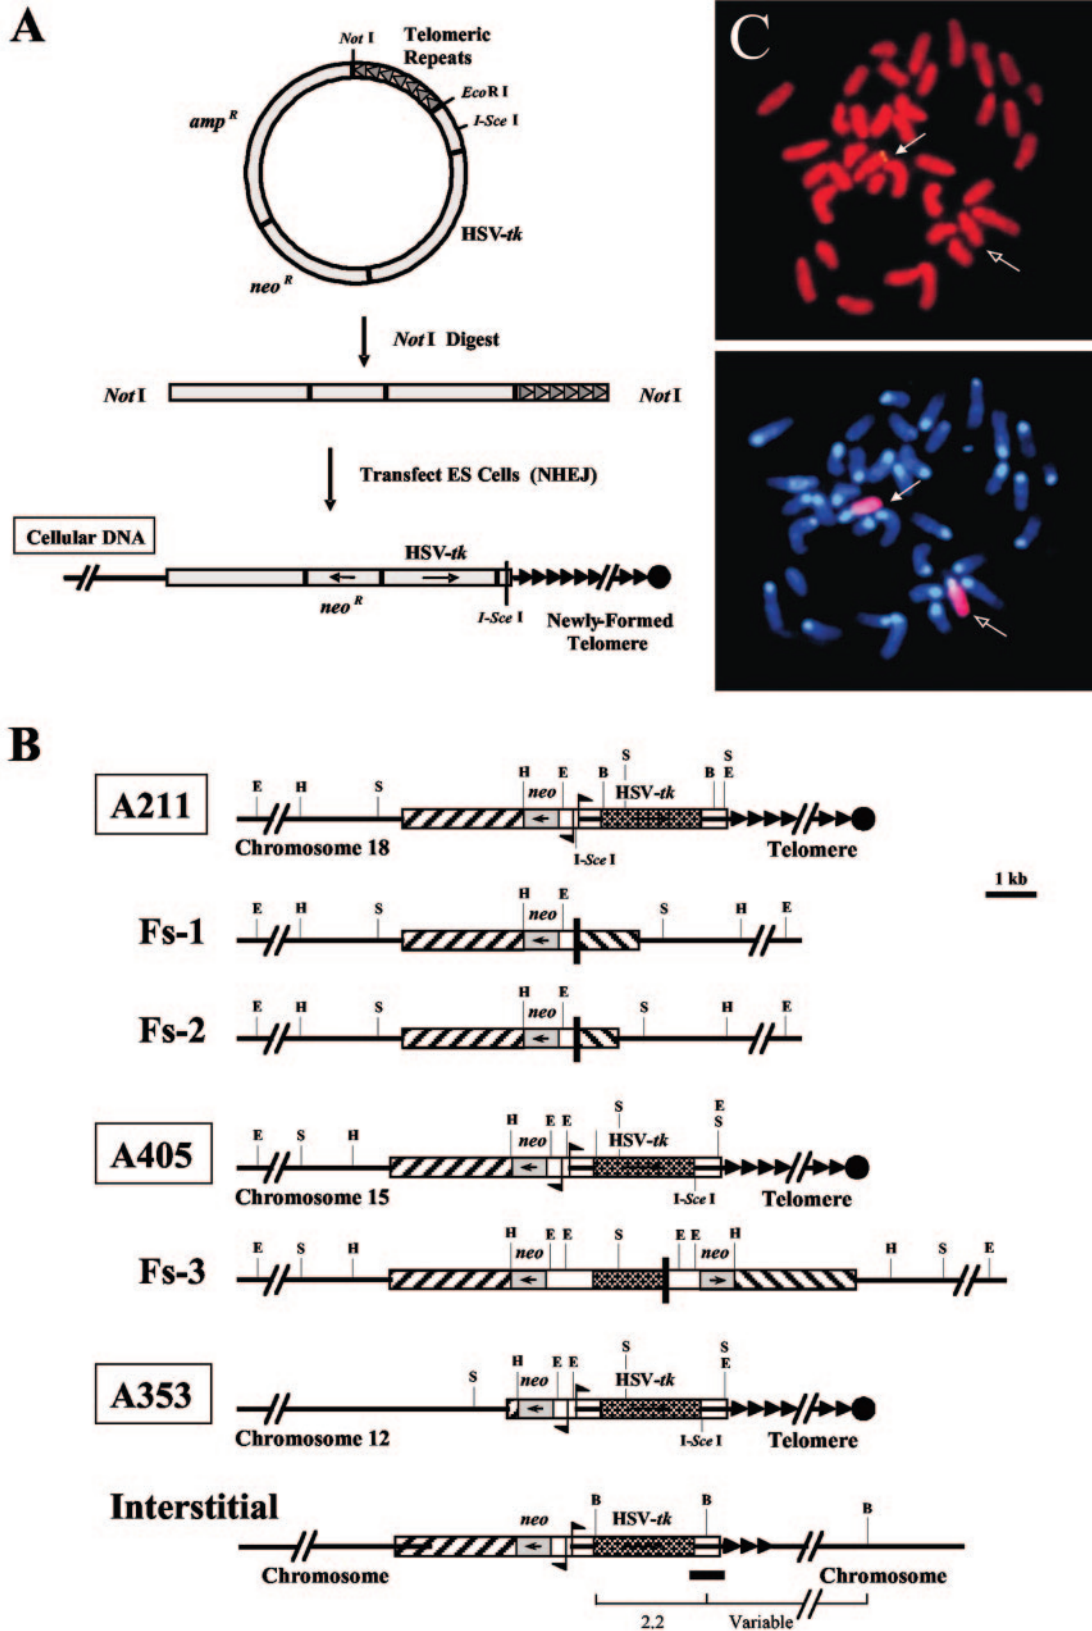 A
Not I
Telomeric
Repeats
EcoR I
I-Sce I
amp R
HSV-tk
neo R
Not I Digest
Not I
Not I
Transfect ES Cells (NHEJ)
Cellular DNA
HSV-tk
neo R
I-Sce I
Newly-Formed
Telomere
C
B
A211
E H S H neo E B S HSV-tk B S E
I-Sce I
Chromosome 18
Telomere
1 kb
Fs-1
E H S H neo E S H E
Fs-2
E H S H neo E S H E
A405
E S H H neo E E S HSV-tk E S
I-Sce I
Chromosome 15
Telomere
Fs-3
E S H H neo E E S E E neo H H S E
A353
S H neo E E S HSV-tk S E
I-Sce I
Chromosome 12
Telomere
Interstitial
neo B HSV-tk B B
Chromosome
Chromosome
2.2
Variable